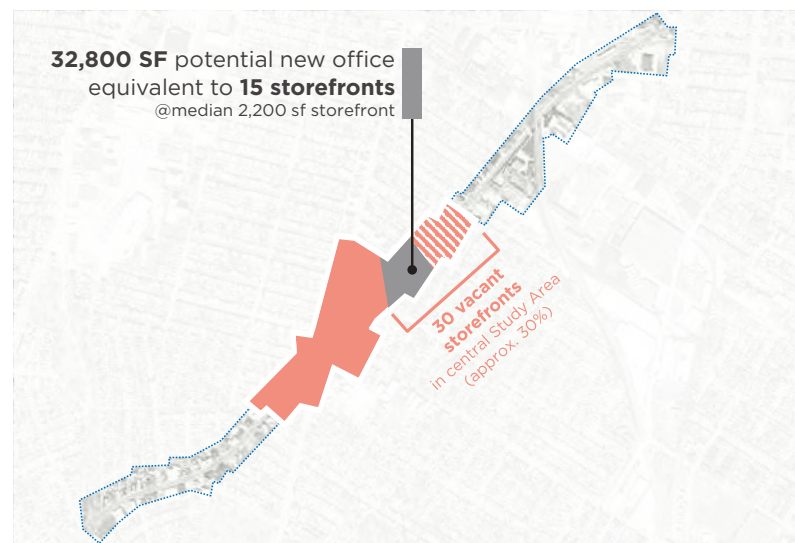 32,800 SF potential new office
equivalent to 15 storefronts
@median 2,200 sf storefront
30 vacant
storefronts
in central Study Area
(approx. 30%)